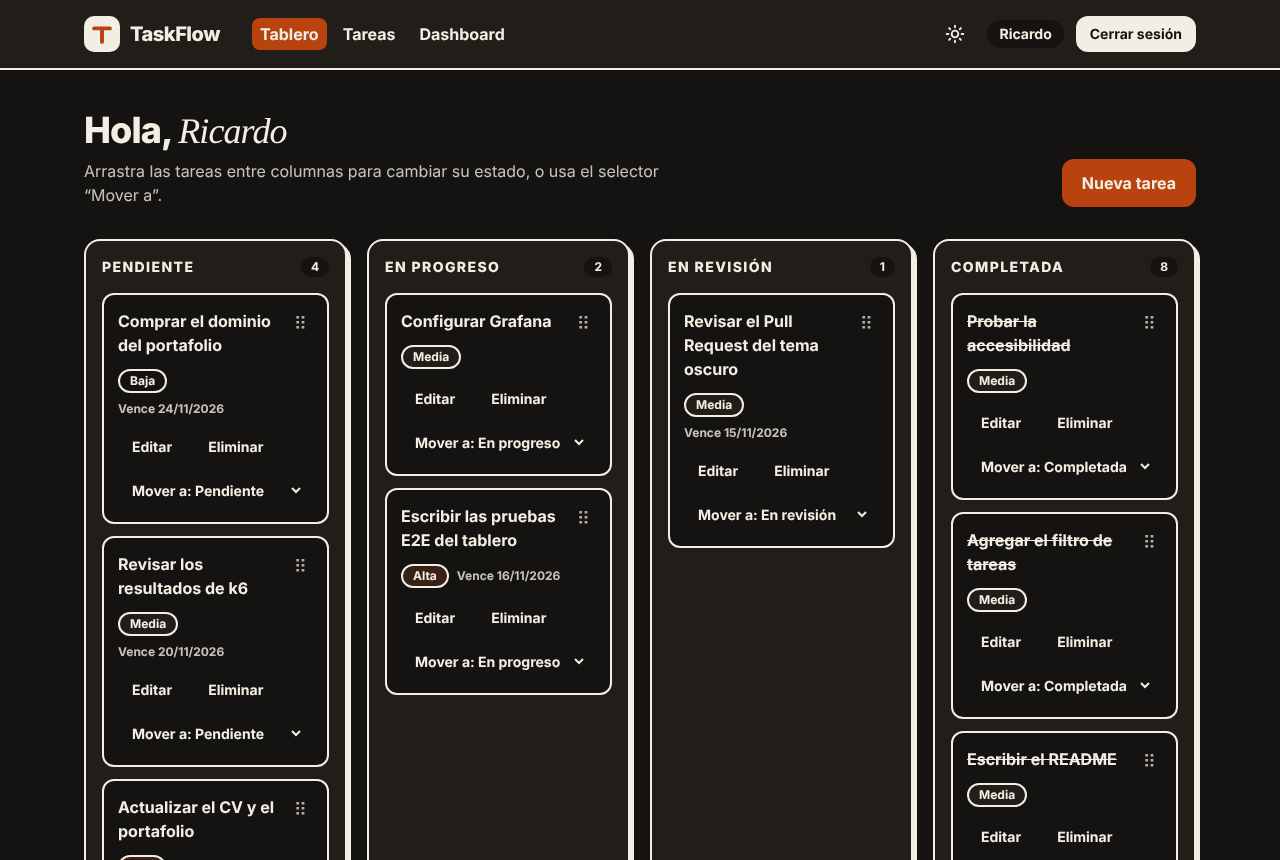 TaskFlow
Tablero
Tareas
Dashboard
Ricardo
Cerrar sesión
Hola, Ricardo
Arrastra las tareas entre columnas para cambiar su estado, o usa el selector
“Mover a”.
Nueva tarea
PENDIENTE
4
Comprar el dominio
del portafolio
Baja
Vence 24/11/2026
Editar
Eliminar
Mover a: Pendiente
Revisar los
resultados de k6
Media
Vence 20/11/2026
Editar
Eliminar
Mover a: Pendiente
Actualizar el CV y el
portafolio
EN PROGRESO
2
Configurar Grafana
Media
Editar
Eliminar
Mover a: En progreso
Escribir las pruebas
E2E del tablero
Alta
Vence 16/11/2026
Editar
Eliminar
Mover a: En progreso
EN REVISIÓN
1
Revisar el Pull
Request del tema
oscuro
Media
Vence 15/11/2026
Editar
Eliminar
Mover a: En revisión
COMPLETADA
8
Probar la
accesibilidad
Media
Editar
Eliminar
Mover a: Completada
Agregar el filtro de
tareas
Media
Editar
Eliminar
Mover a: Completada
Escribir el README
Media
Editar
Eliminar